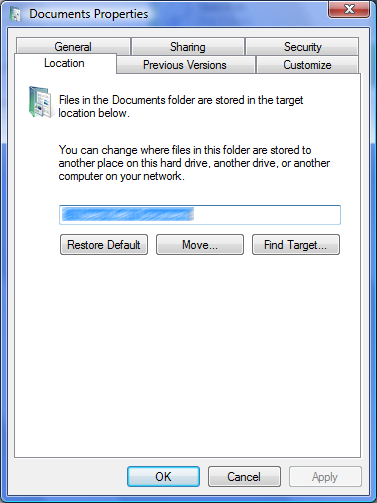 Documents Properties
General Sharing Security
Location Previous Versions Customize
Files in the Documents folder are stored in the target
location below.
You can change where files in this folder are stored to
another place on this hard drive, another drive, or another
computer on your network.
Restore Default Move... Find Target...
OK Cancel Apply